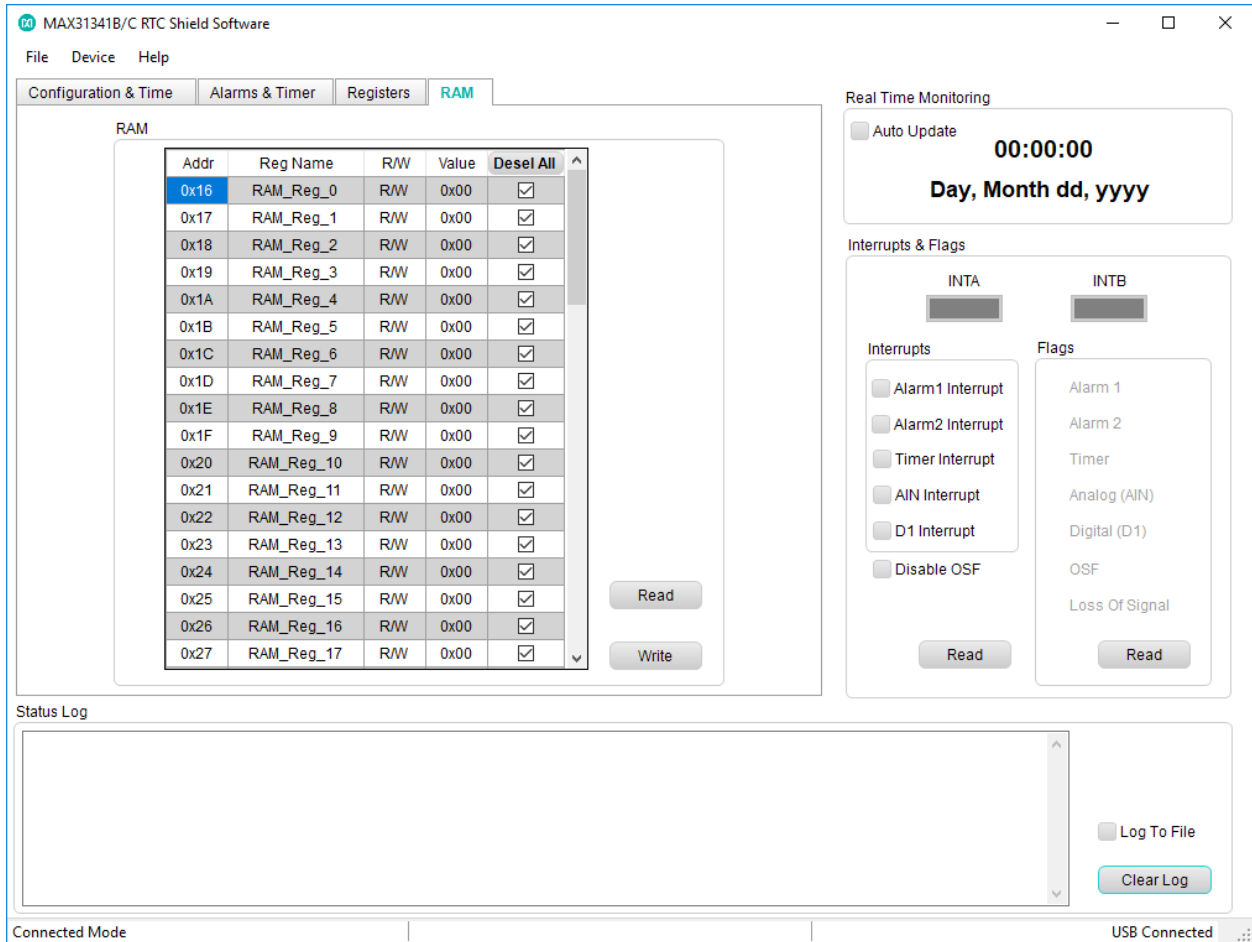 MAX31341B/C RTC Shield Software
File Device Help
Configuration & Time Alarms & Timer Registers RAM
RAM
Addr Reg Name R/W Value Desel All
0x16 RAM_Reg_0 R/W 0x00
0x17 RAM_Reg_1 R/W 0x00
0x18 RAM_Reg_2 R/W 0x00
0x19 RAM_Reg_3 R/W 0x00
0x1A RAM_Reg_4 R/W 0x00
0x1B RAM_Reg_5 R/W 0x00
0x1C RAM_Reg_6 R/W 0x00
0x1D RAM_Reg_7 R/W 0x00
0x1E RAM_Reg_8 R/W 0x00
0x1F RAM_Reg_9 R/W 0x00
0x20 RAM_Reg_10 R/W 0x00
0x21 RAM_Reg_11 R/W 0x00
0x22 RAM_Reg_12 R/W 0x00
0x23 RAM_Reg_13 R/W 0x00
0x24 RAM_Reg_14 R/W 0x00
0x25 RAM_Reg_15 R/W 0x00
0x26 RAM_Reg_16 R/W 0x00
0x27 RAM_Reg_17 R/W 0x00
Read
Write
Real Time Monitoring
Auto Update
00:00:00
Day, Month dd, yyyy
Interrupts & Flags
INTA INTB
Interrupts
Alarm1 Interrupt
Alarm2 Interrupt
Timer Interrupt
AIN Interrupt
D1 Interrupt
Disable OSF
Read
Flags
Alarm 1
Alarm 2
Timer
Analog (AIN)
Digital (D1)
OSF
Loss Of Signal
Read
Status Log
Log To File
Clear Log
Connected Mode USB Connected